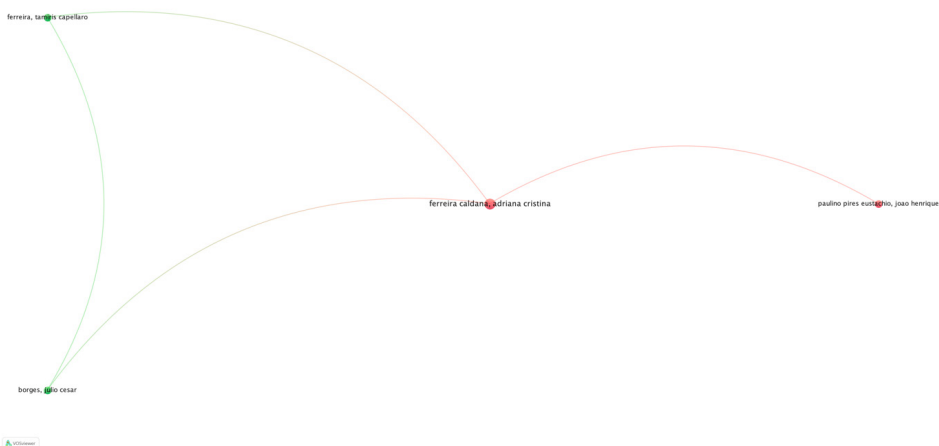 ferreira, tamiris capellaro
ferreira caldana, adriana cristina
paulino pires eustachio, joao henrique
borges, julio cesar
VOSviewer